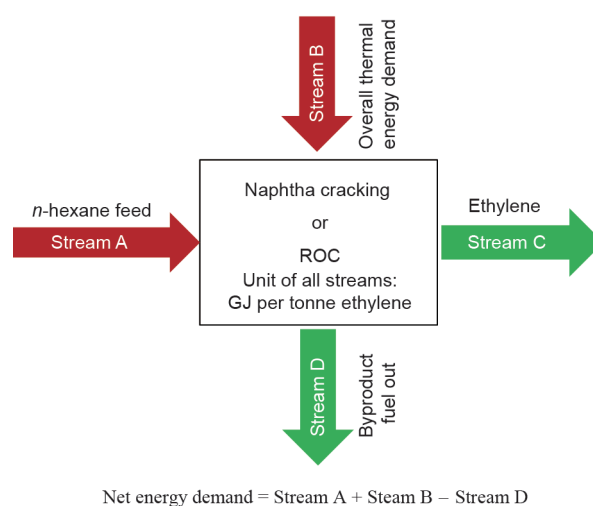 Stream B
Overall thermal
energy demand
n-hexane feed
Stream A
Naphtha cracking
or
ROC
Unit of all streams:
GJ per tonne ethylene
Ethylene
Stream C
Stream D
Byproduct
fuel out
Net energy demand = Stream A + Steam B − Stream D